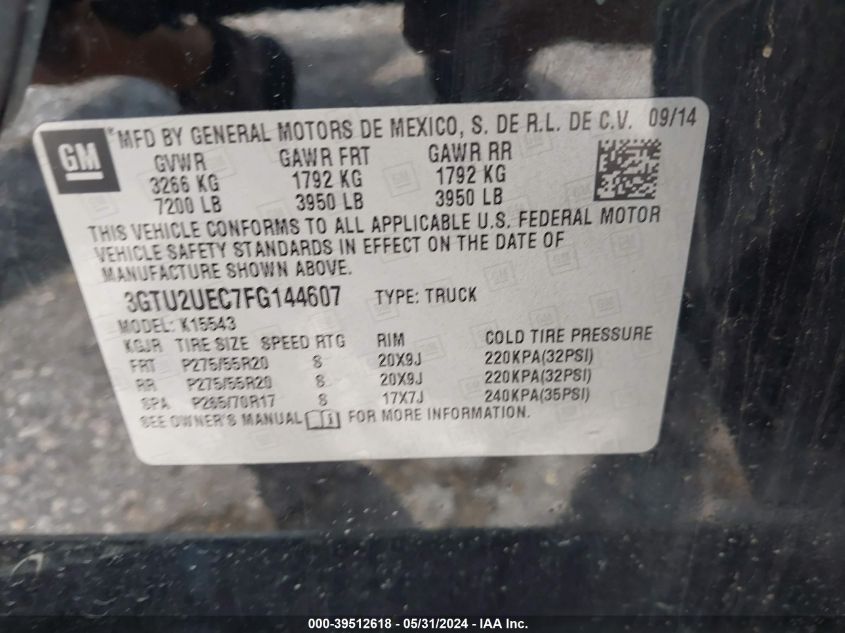 GM ® MFD BY GENERAL MOTORS DE MEXICO, S. DE R.L. DE C.V. 09/14
GVWR GAWR FRT GAWR RR
3266 KG 1792 KG 1792 KG
7200 LB 3950 LB 3950 LB
THIS VEHICLE CONFORMS TO ALL APPLICABLE U.S. FEDERAL MOTOR
VEHICLE SAFETY STANDARDS IN EFFECT ON THE DATE OF
MANUFACTURE SHOWN ABOVE.
3GTU2UEC7FG144607 TYPE: TRUCK
MODEL: K15543
KGJR TIRE SIZE SPEED RTG RIM COLD TIRE PRESSURE
FRT P275/55R20 S 20X9J 220KPA(32PSI)
RR P275/55R20 S 20X9J 220KPA(32PSI)
SPA P265/70R17 S 17X7J 240KPA(35PSI)
SEE OWNER'S MANUAL FOR MORE INFORMATION.
000-39512618 - 05/31/2024 - IAA Inc.